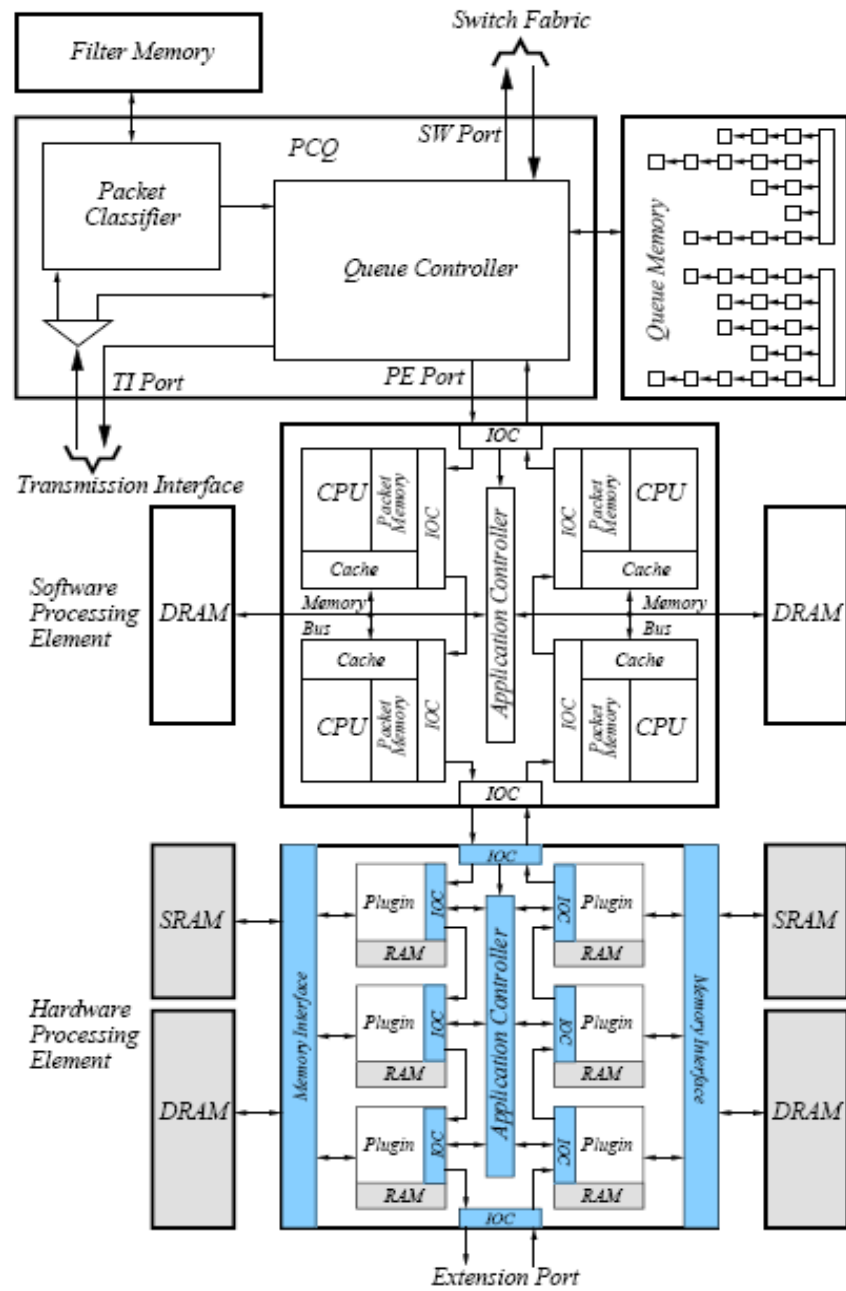 Switch Fabric
Filter Memory
SW Port
PCQ
Packet
Classifier
Queue Controller
Queue Memory
TI Port
PE Port
Transmission Interface
IOC
CPU
Packet
Memory
IOC
Cache
IOC
Packet
Memory
CPU
Cache
Application Controller
Software
Processing
Element
DRAM
Memory
Bus
Memory
Bus
DRAM
Cache
CPU
Packet
Memory
IOC
Cache
IOC
Packet
Memory
CPU
IOC
IOC
SRAM
Memory Interface
Plugin
IOC
RAM
Application Controller
IOC
Plugin
RAM
Memory Interface
SRAM
Hardware
Processing
Element
DRAM
Plugin
IOC
RAM
IOC
Plugin
RAM
DRAM
Plugin
IOC
RAM
IOC
Plugin
RAM
IOC
Extension Port